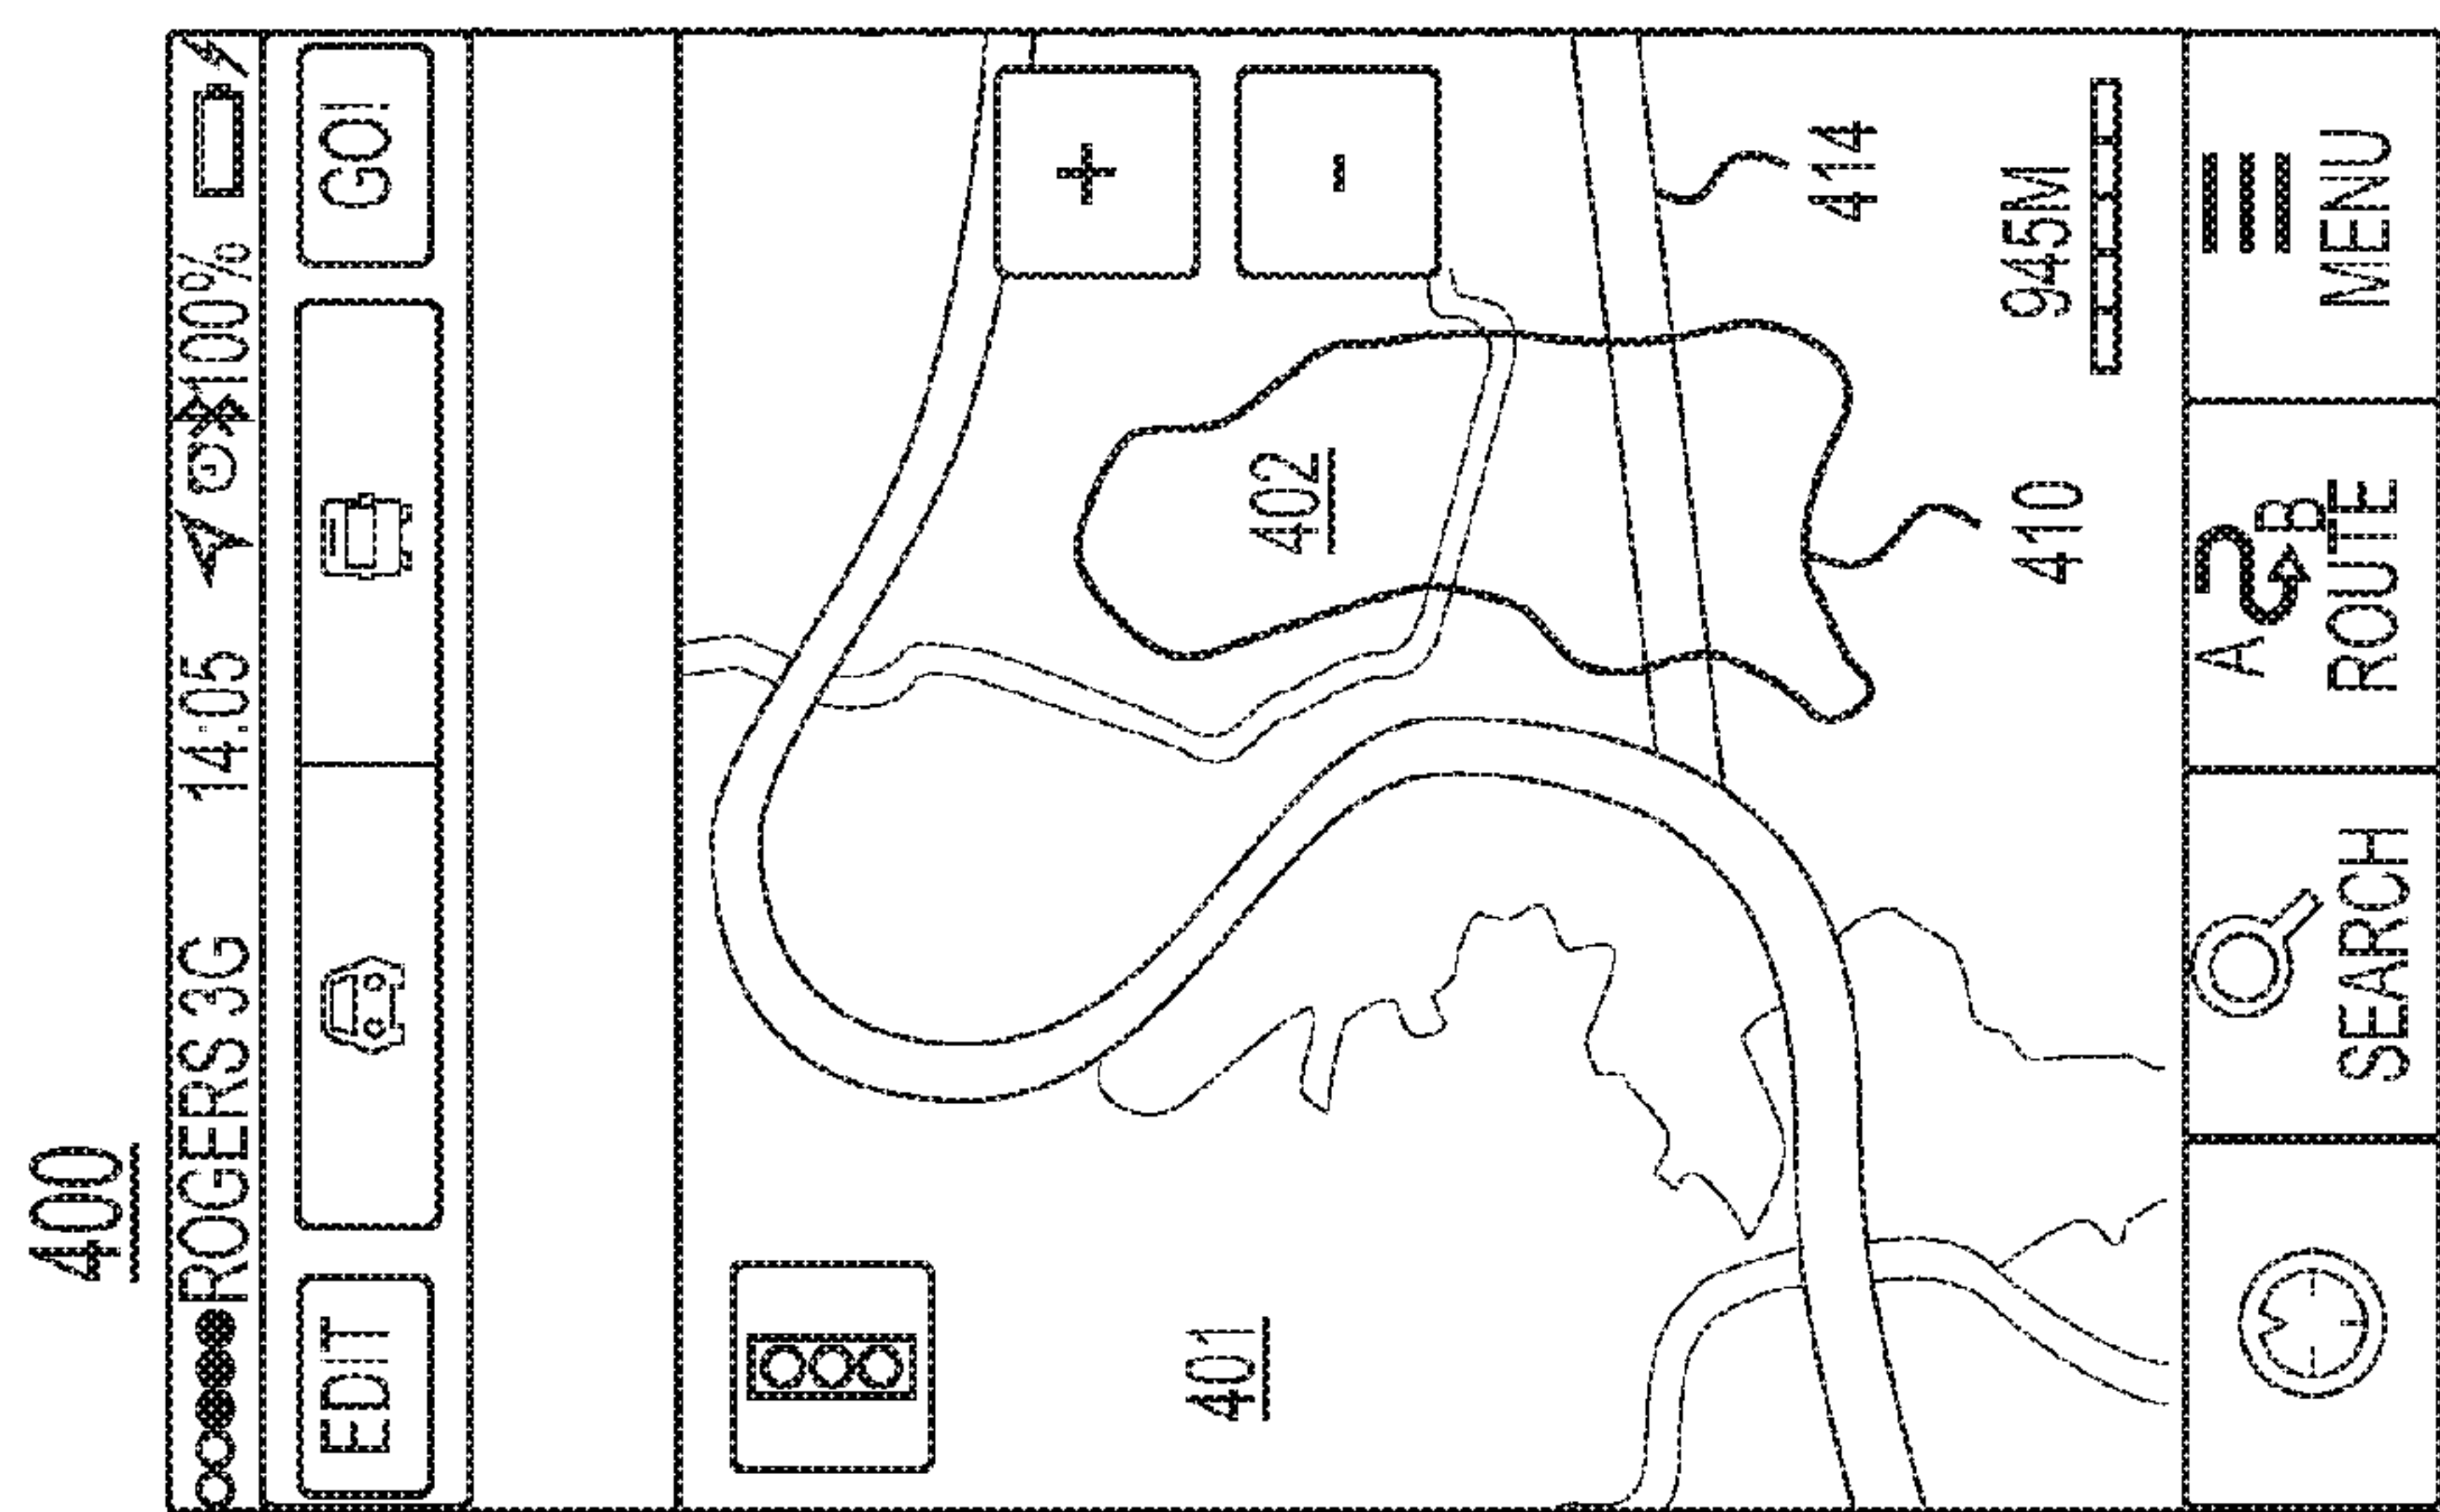 400
ROGERS 3G 14:05 100%
EDIT GO!
+
-
402
401
414
410
945M
A B
SEARCH ROUTE MENU